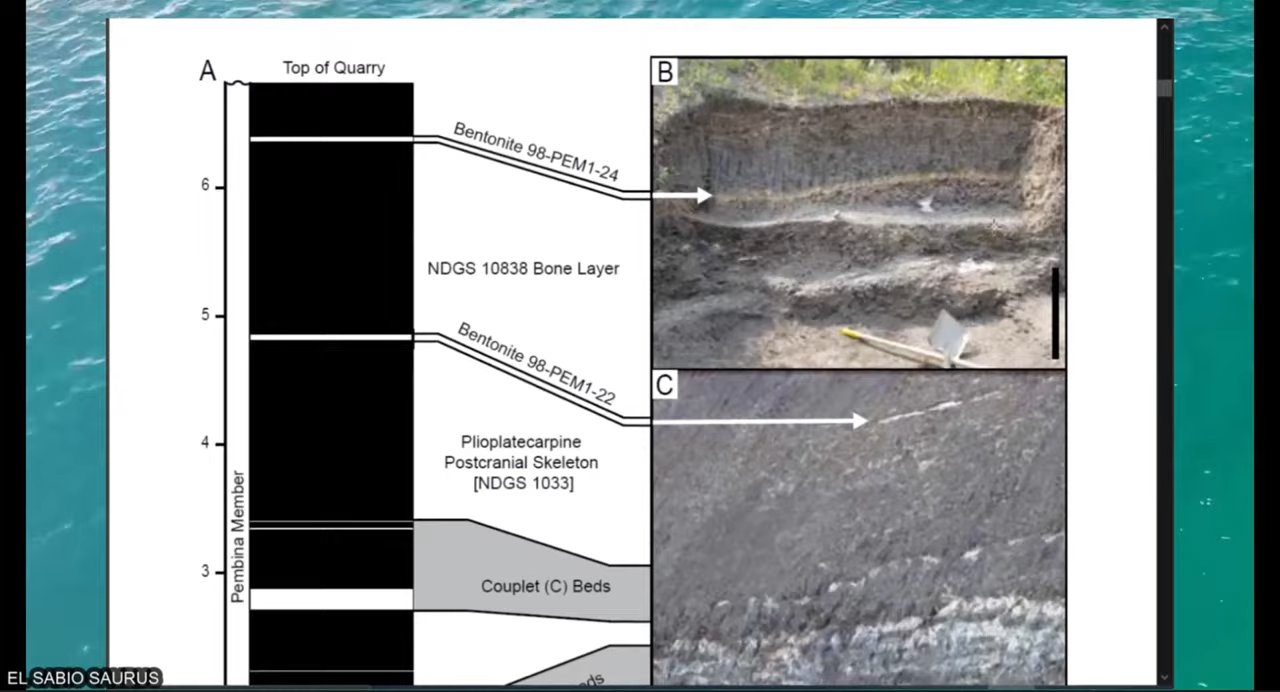 A
Top of Quarry
B
Bentonite 98-PEM1-24
6
NDGS 10838 Bone Layer
5
Bentonite 98-PEM1-22
C
4
Plioplatecarpine
Postcranial Skeleton
[NDGS 1033]
Pembina Member
3
Couplet (C) Beds
EL SABIO SAURUS